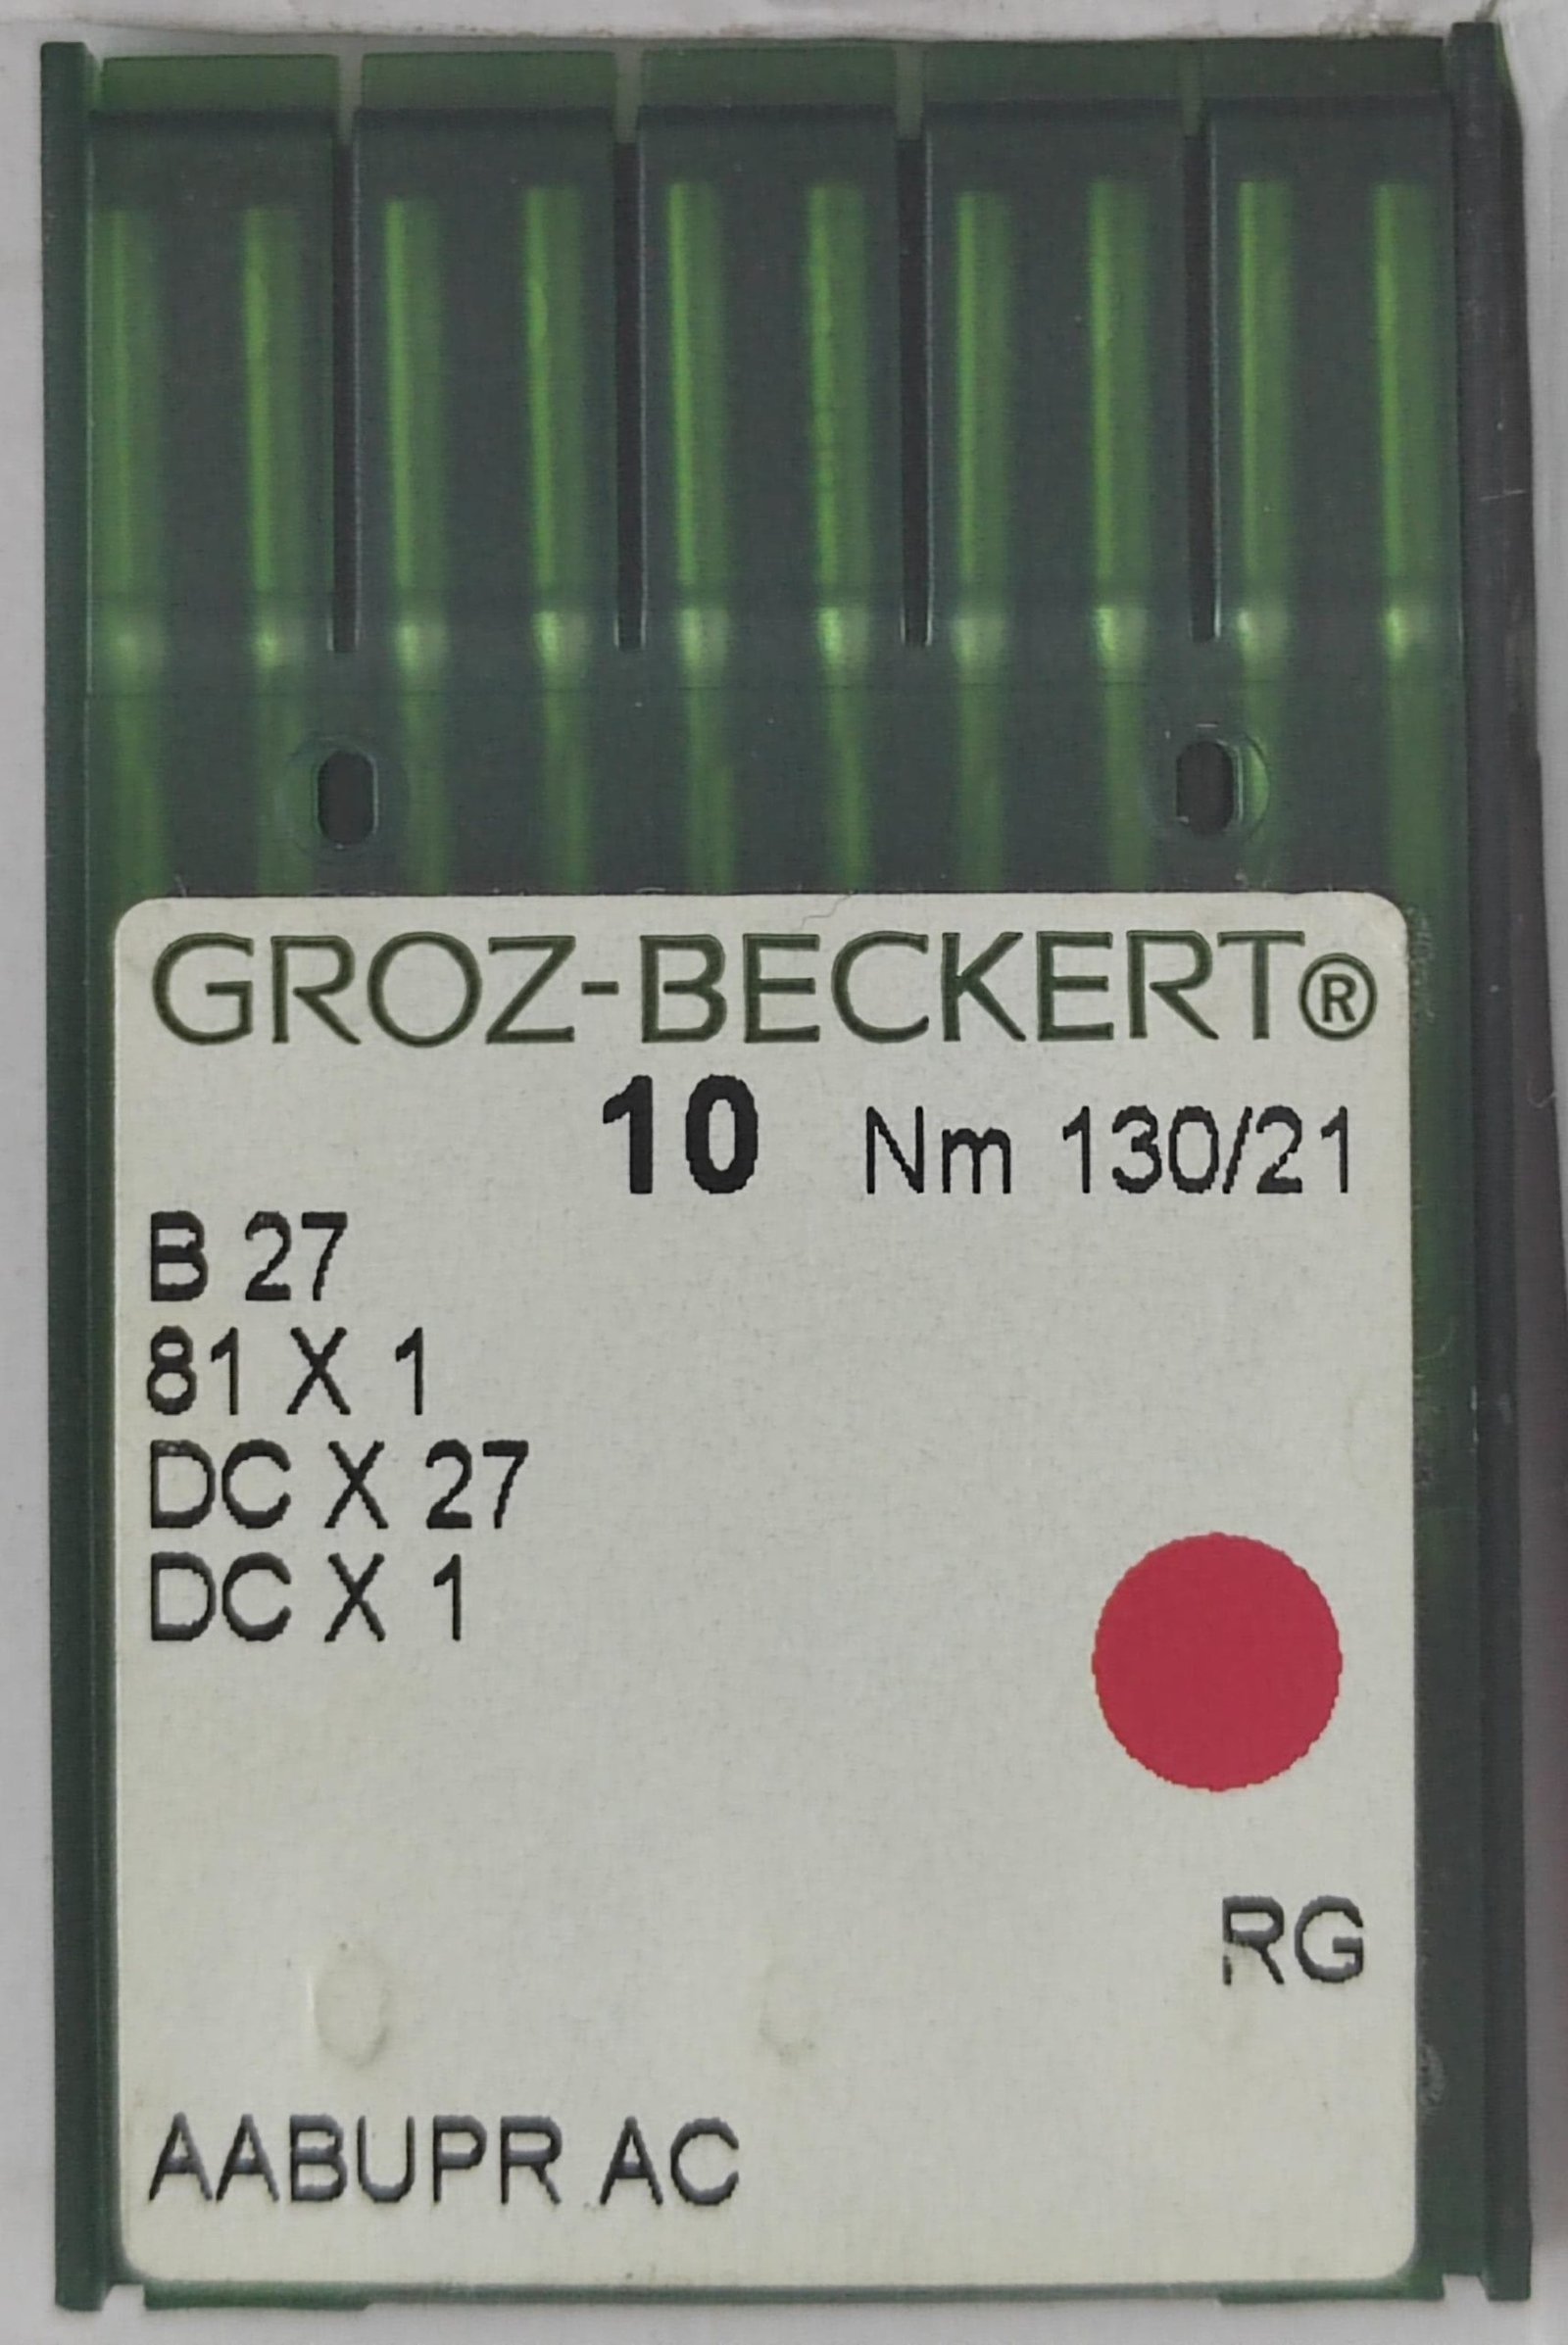 GROZ-BECKERT®
10 Nm 130/21
B 27
81 X 1
DC X 27
DC X 1
RG
AABUPR AC